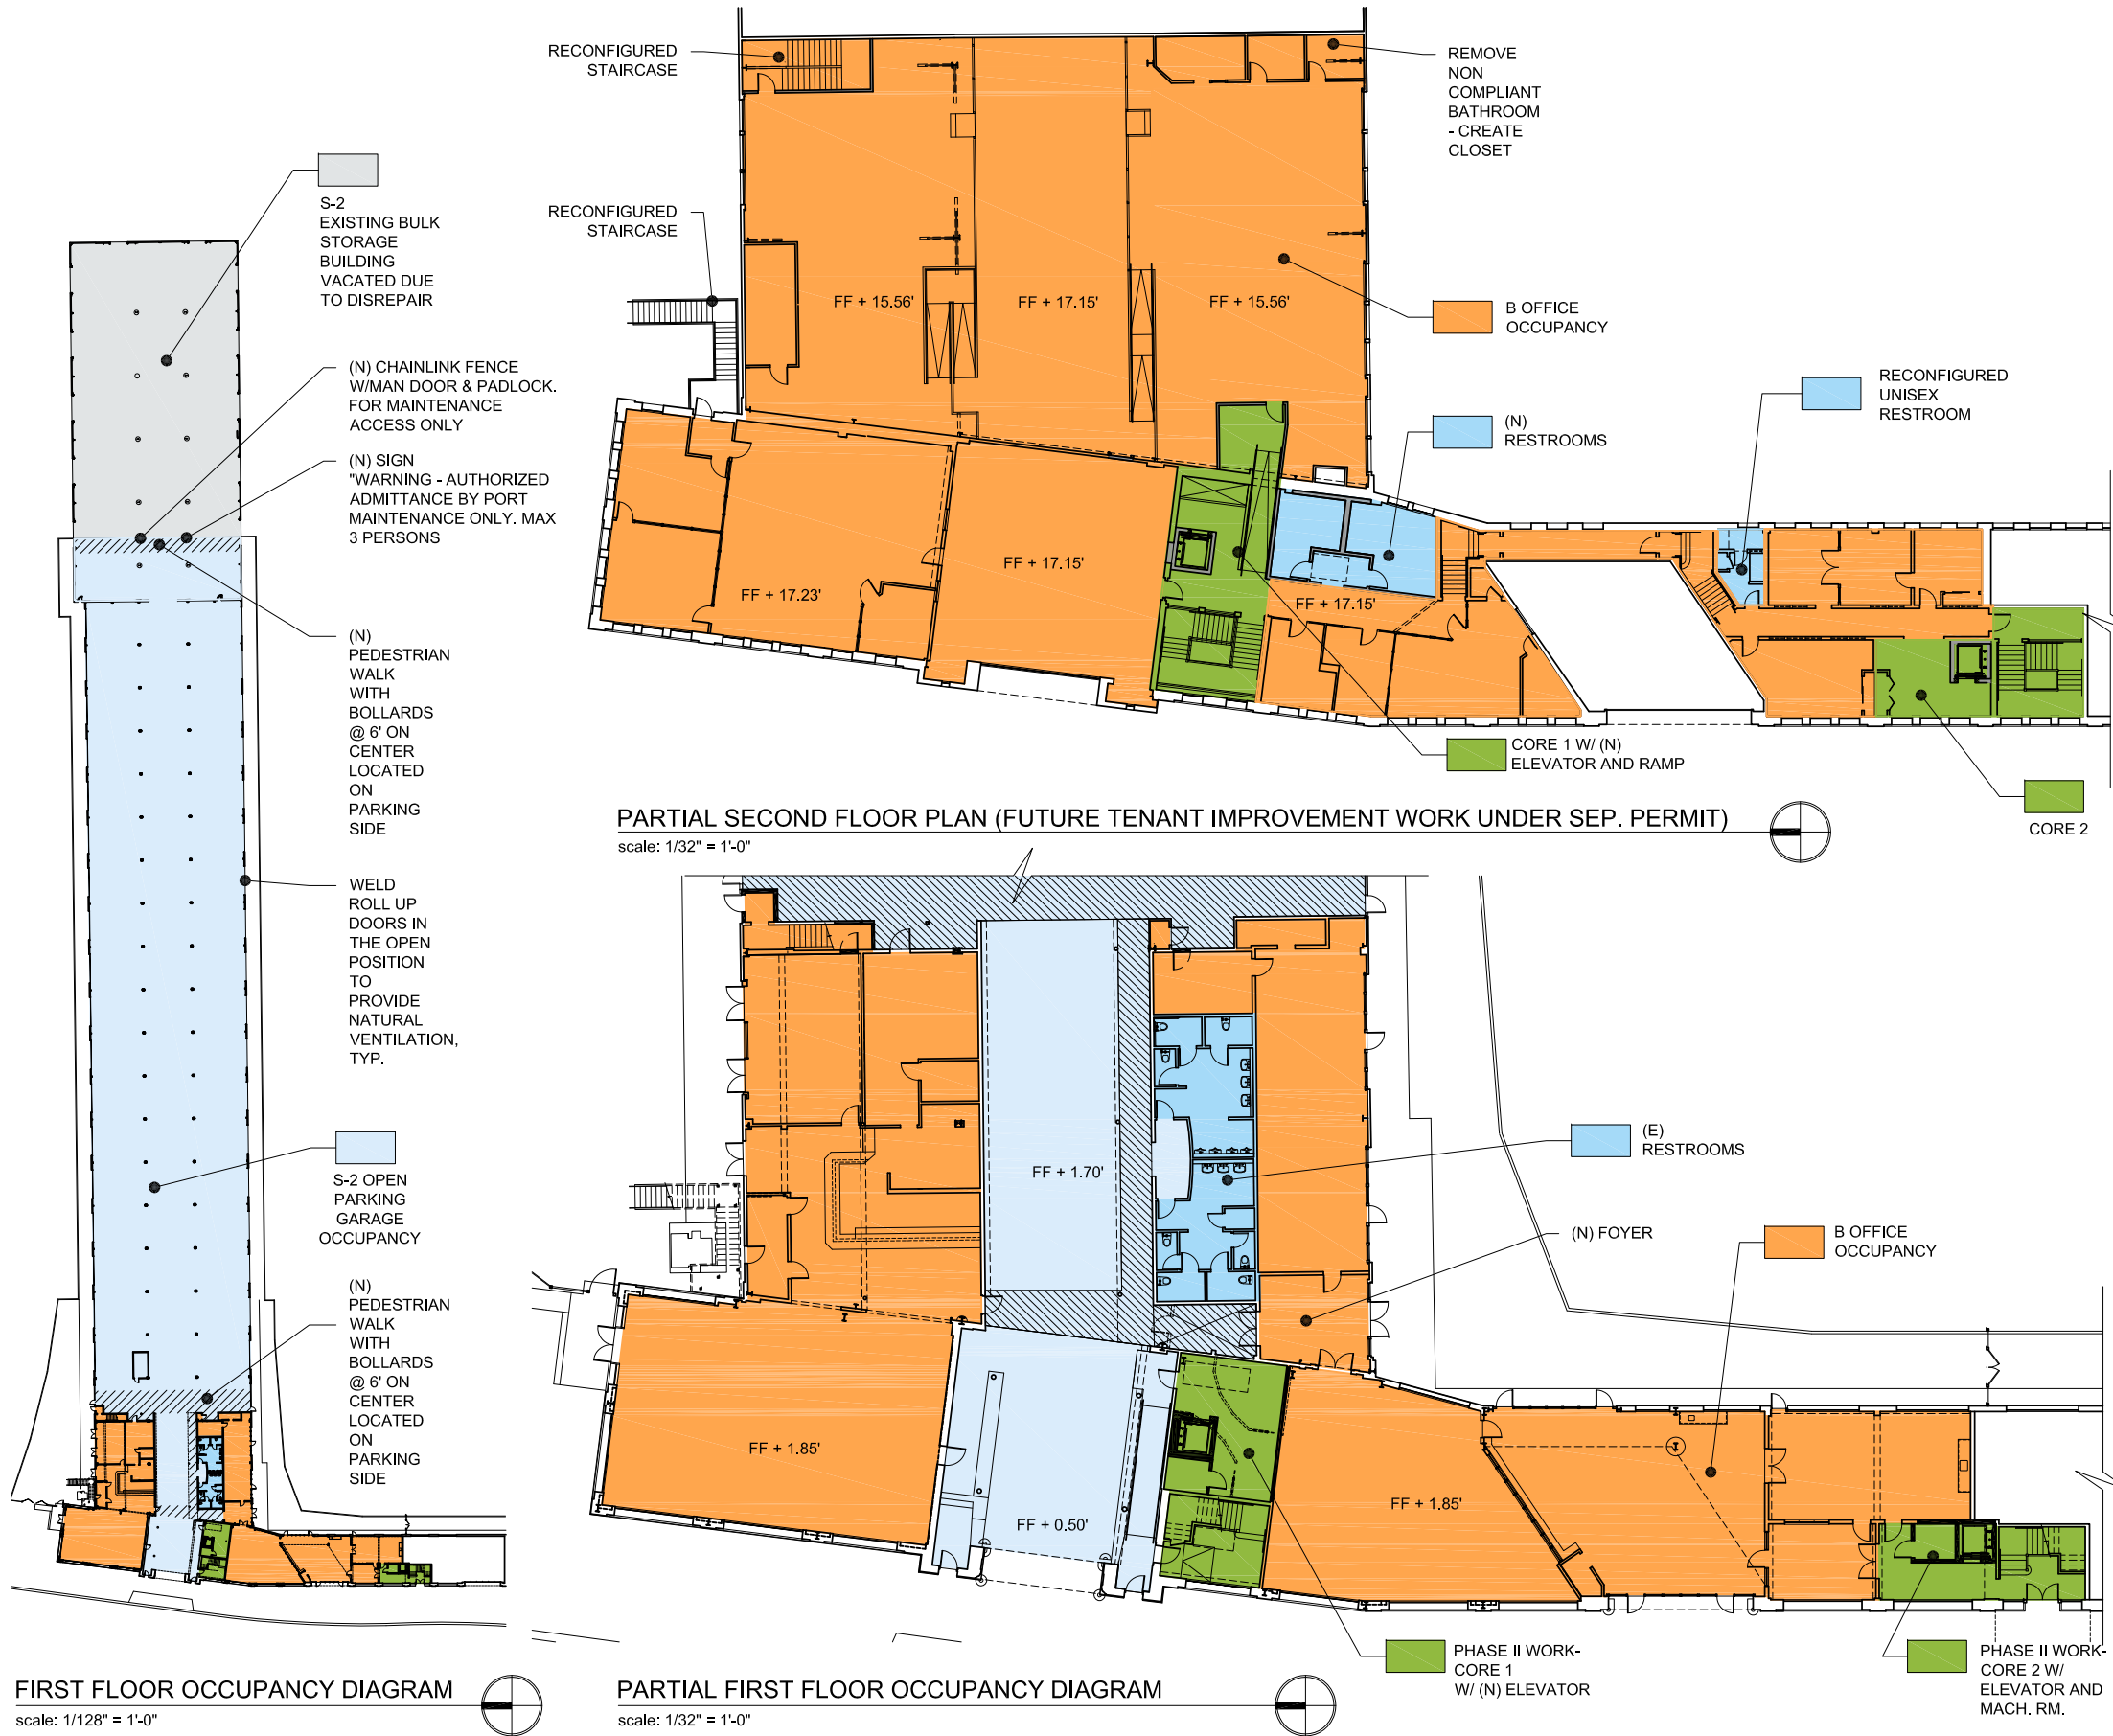 RECONFIGURED
STAIRCASE
REMOVE
NON
COMPLIANT
BATHROOM
- CREATE
CLOSET
RECONFIGURED
STAIRCASE
FF + 15.56'
FF + 17.15'
FF + 15.56'
B OFFICE
OCCUPANCY
(N)
RESTROOMS
RECONFIGURED
UNISEX
RESTROOM
FF + 17.15'
FF + 17.23'
FF + 17.15'
CORE 1 W/ (N)
ELEVATOR AND RAMP
CORE 2
PARTIAL SECOND FLOOR PLAN (FUTURE TENANT IMPROVEMENT WORK UNDER SEP. PERMIT)
scale: 1/32" = 1'-0"
S-2
EXISTING BULK
STORAGE
BUILDING
VACATED DUE
TO DISREPAIR
(N) CHAINLINK FENCE
W/MAN DOOR & PADLOCK.
FOR MAINTENANCE
ACCESS ONLY
(N) SIGN
"WARNING - AUTHORIZED
ADMITTANCE BY PORT
MAINTENANCE ONLY. MAX
3 PERSONS
(N)
PEDESTRIAN
WALK
WITH
BOLLARDS
@ 6' ON
CENTER
LOCATED
ON
PARKING
SIDE
WELD
ROLL UP
DOORS IN
THE OPEN
POSITION
TO
PROVIDE
NATURAL
VENTILATION,
TYP.
S-2 OPEN
PARKING
GARAGE
OCCUPANCY
(N)
PEDESTRIAN
WALK
WITH
BOLLARDS
@ 6' ON
CENTER
LOCATED
ON
PARKING
SIDE
FIRST FLOOR OCCUPANCY DIAGRAM
scale: 1/128" = 1'-0"
FF + 1.70'
(E)
RESTROOMS
(N) FOYER
B OFFICE
OCCUPANCY
FF + 1.85'
FF + 0.50'
FF + 1.85'
PHASE II WORK-
CORE 1
W/ (N) ELEVATOR
PHASE II WORK-
CORE 2 W/
ELEVATOR AND
MACH. RM.
PARTIAL FIRST FLOOR OCCUPANCY DIAGRAM
scale: 1/32" = 1'-0"